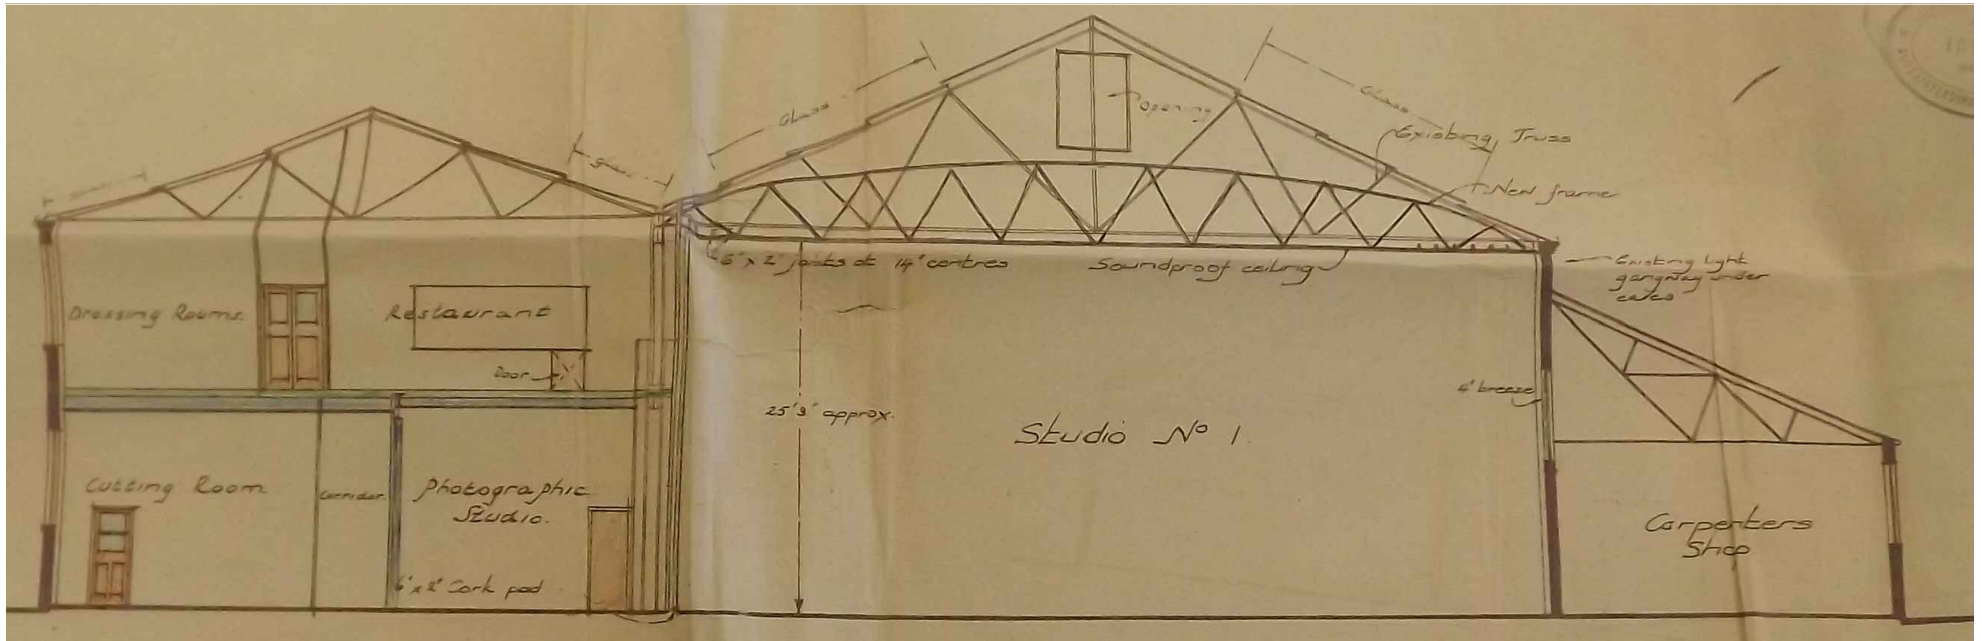 Glass
Glass
Glass
Opening
Existing Truss
New frame
6" x 2" joists at 14" centres
Soundproof ceiling
Existing light
gangway under
eaves
Dressing Rooms.
Restaurant
Door
4" breeze
25' 9" approx.
Studio No 1.
Cutting Room
Corridor
Photographic
Studio.
Cork pad
Carpenters
Shop